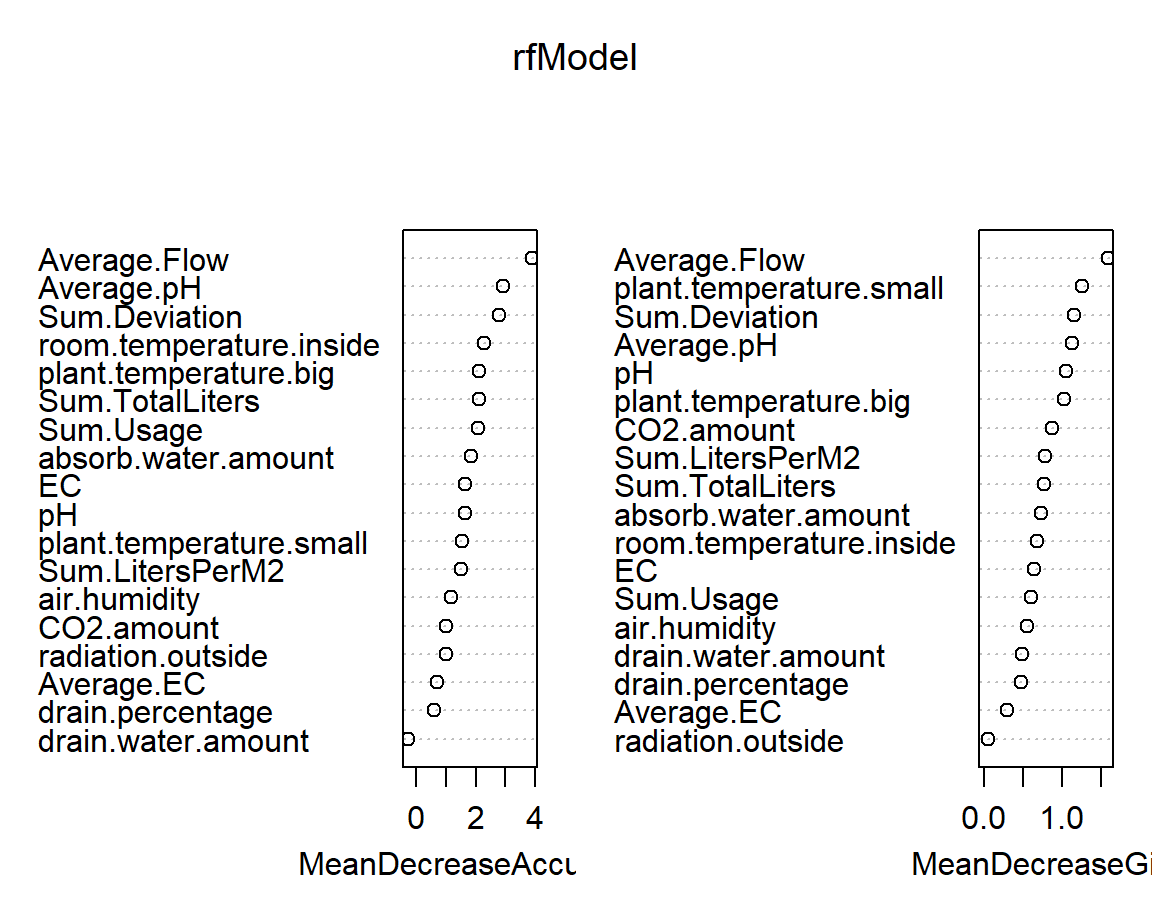 rfModel
Average.Flow
Average.pH
Sum.Deviation
room.temperature.inside
plant.temperature.big
Sum.TotalLiters
Sum.Usage
absorb.water.amount
EC
pH
plant.temperature.small
Sum.LitersPerM2
air.humidity
CO2.amount
radiation.outside
Average.EC
drain.percentage
drain.water.amount
0 2 4
MeanDecreaseAccu
Average.Flow
plant.temperature.small
Sum.Deviation
Average.pH
pH
plant.temperature.big
CO2.amount
Sum.LitersPerM2
Sum.TotalLiters
absorb.water.amount
room.temperature.inside
EC
Sum.Usage
air.humidity
drain.water.amount
drain.percentage
Average.EC
radiation.outside
0.0 1.0
MeanDecreaseGi